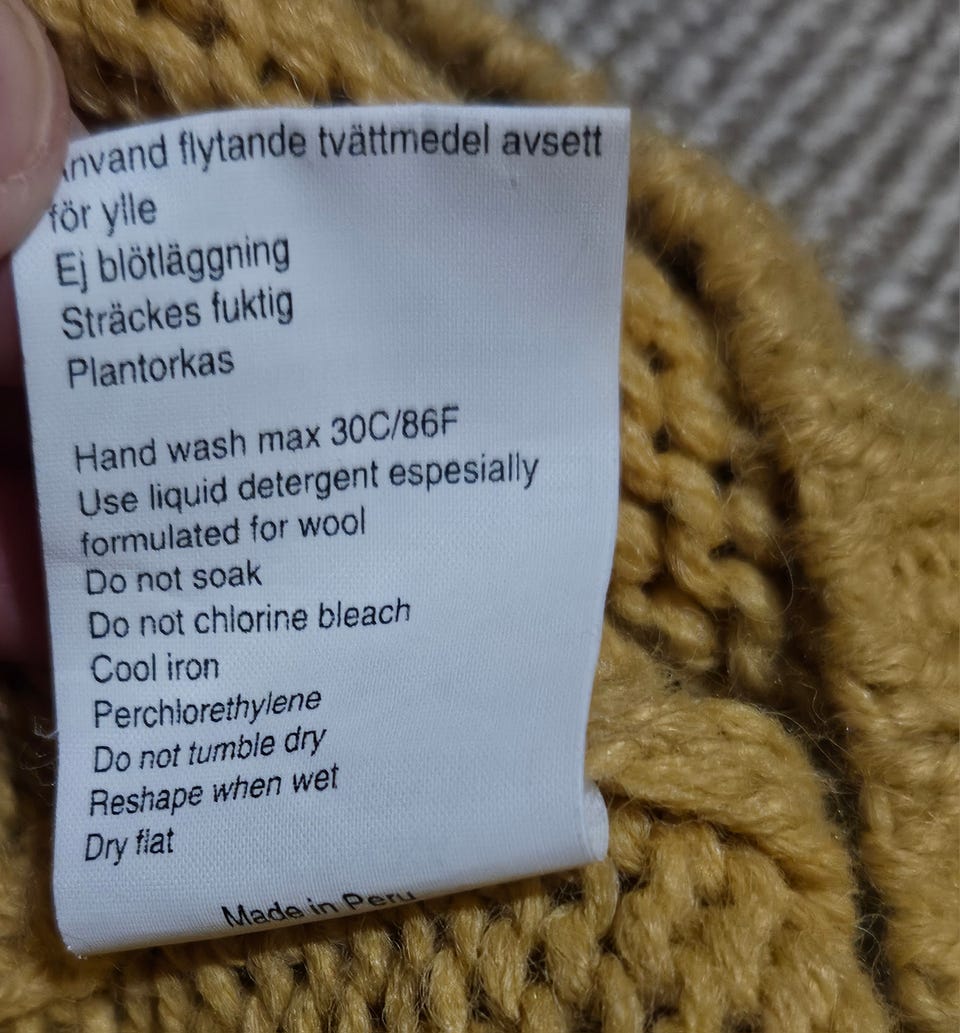 Använd flytande tvättmedel avsett
för ylle
Ej blötläggning
Sträckes fuktig
Plantorkas
Hand wash max 30C/86F
Use liquid detergent espesially
formulated for wool
Do not soak
Do not chlorine bleach
Cool iron
Perchlorethylene
Do not tumble dry
Reshape when wet
Dry flat
Made in Peru